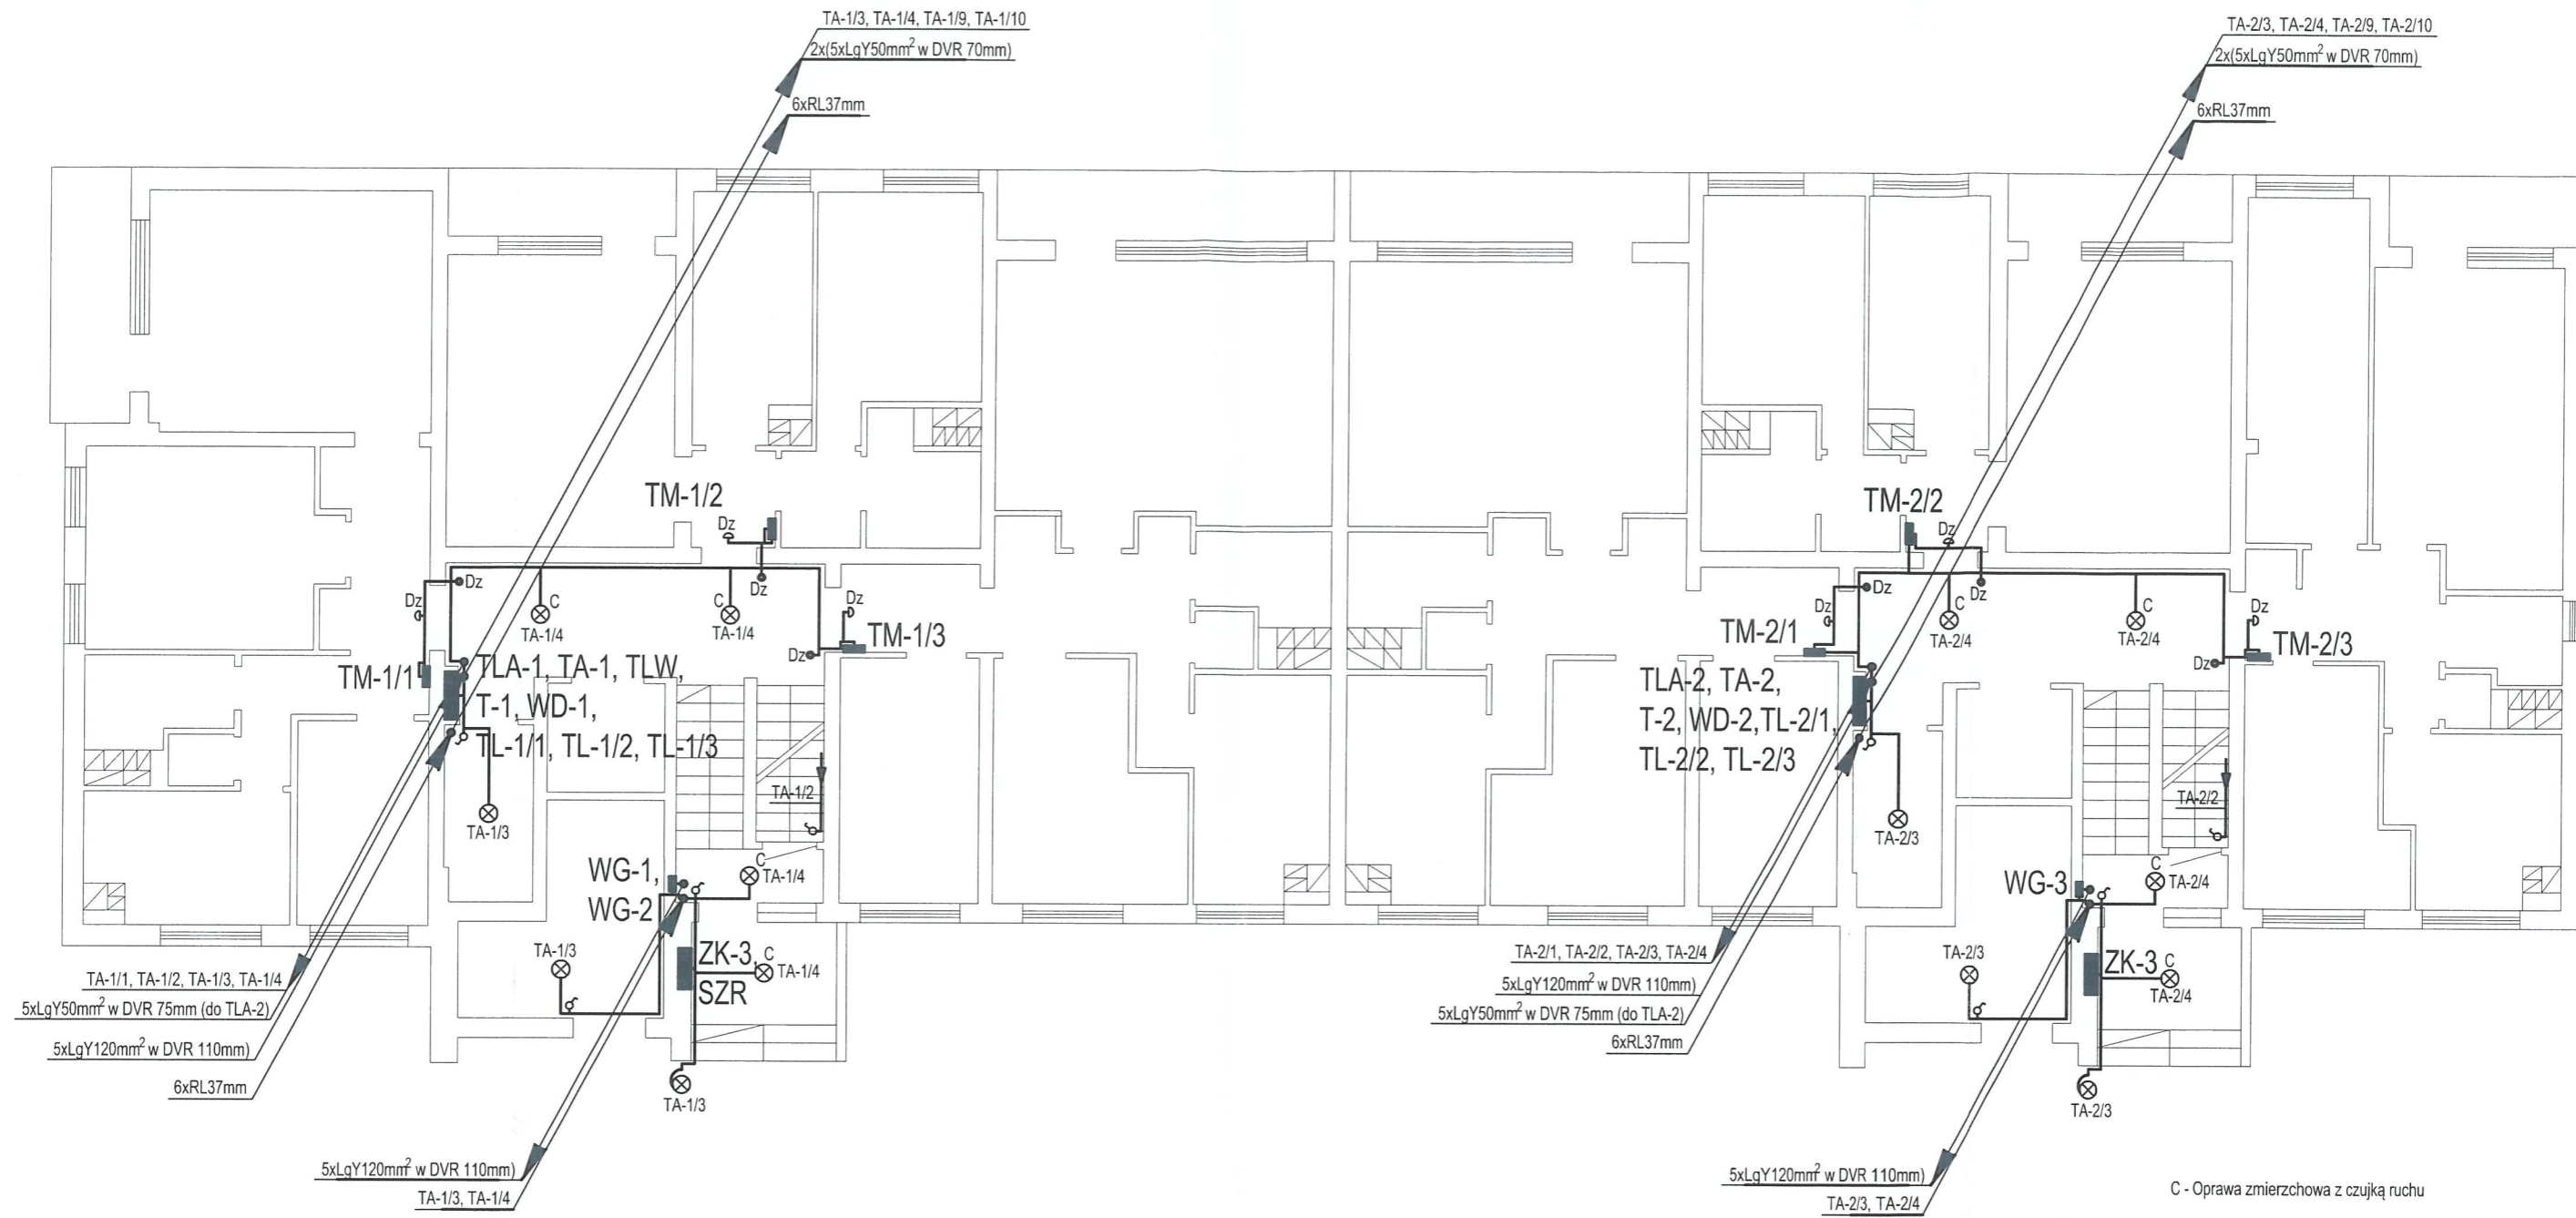 TA-1/3, TA-1/4, TA-1/9, TA-1/10
2x(5xLgY50mm² w DVR 70mm)
6xRL37mm
TA-2/3, TA-2/4, TA-2/9, TA-2/10
2x(5xLgY50mm² w DVR 70mm)
6xRL37mm
TM-1/2
Dz
Dz
Dz
Dz
C
TA-1/4
C
TA-1/4
Dz
Dz
TM-1/3
TM-1/1
TLA-1, TA-1, TLW,
T-1, WD-1,
TL-1/1, TL-1/2, TL-1/3
TA-1/3
TA-1/2
WG-1,
WG-2
C
TA-1/4
TA-1/3
ZK-3,
SZR
C
TA-1/4
TA-1/3
TA-1/1, TA-1/2, TA-1/3, TA-1/4
5xLgY50mm² w DVR 75mm (do TLA-2)
5xLgY120mm² w DVR 110mm)
6xRL37mm
5xLgY120mm² w DVR 110mm)
TA-1/3, TA-1/4
TM-2/2
Dz
Dz
Dz
Dz
C
TA-2/4
C
TA-2/4
Dz
Dz
TM-2/1
TM-2/3
TLA-2, TA-2,
T-2, WD-2,TL-2/1,
TL-2/2, TL-2/3
TA-2/3
TA-2/2
WG-3
C
TA-2/4
TA-2/3
ZK-3
C
TA-2/4
TA-2/3
TA-2/1, TA-2/2, TA-2/3, TA-2/4
5xLgY120mm² w DVR 110mm)
5xLgY50mm² w DVR 75mm (do TLA-2)
6xRL37mm
5xLgY120mm² w DVR 110mm)
TA-2/3, TA-2/4
C - Oprawa zmierzchowa z czujką ruchu